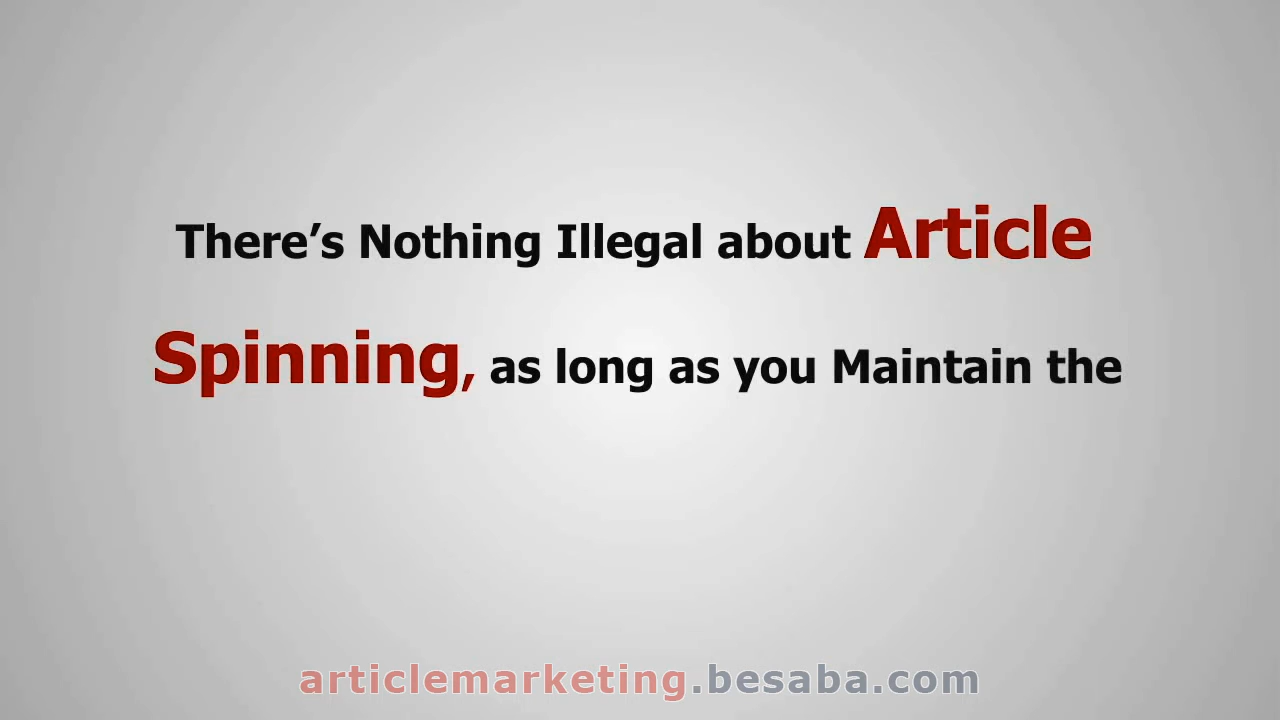 There’s Nothing Illegal about Article
Spinning, as long as you Maintain the
articlemarketing.besaba.com